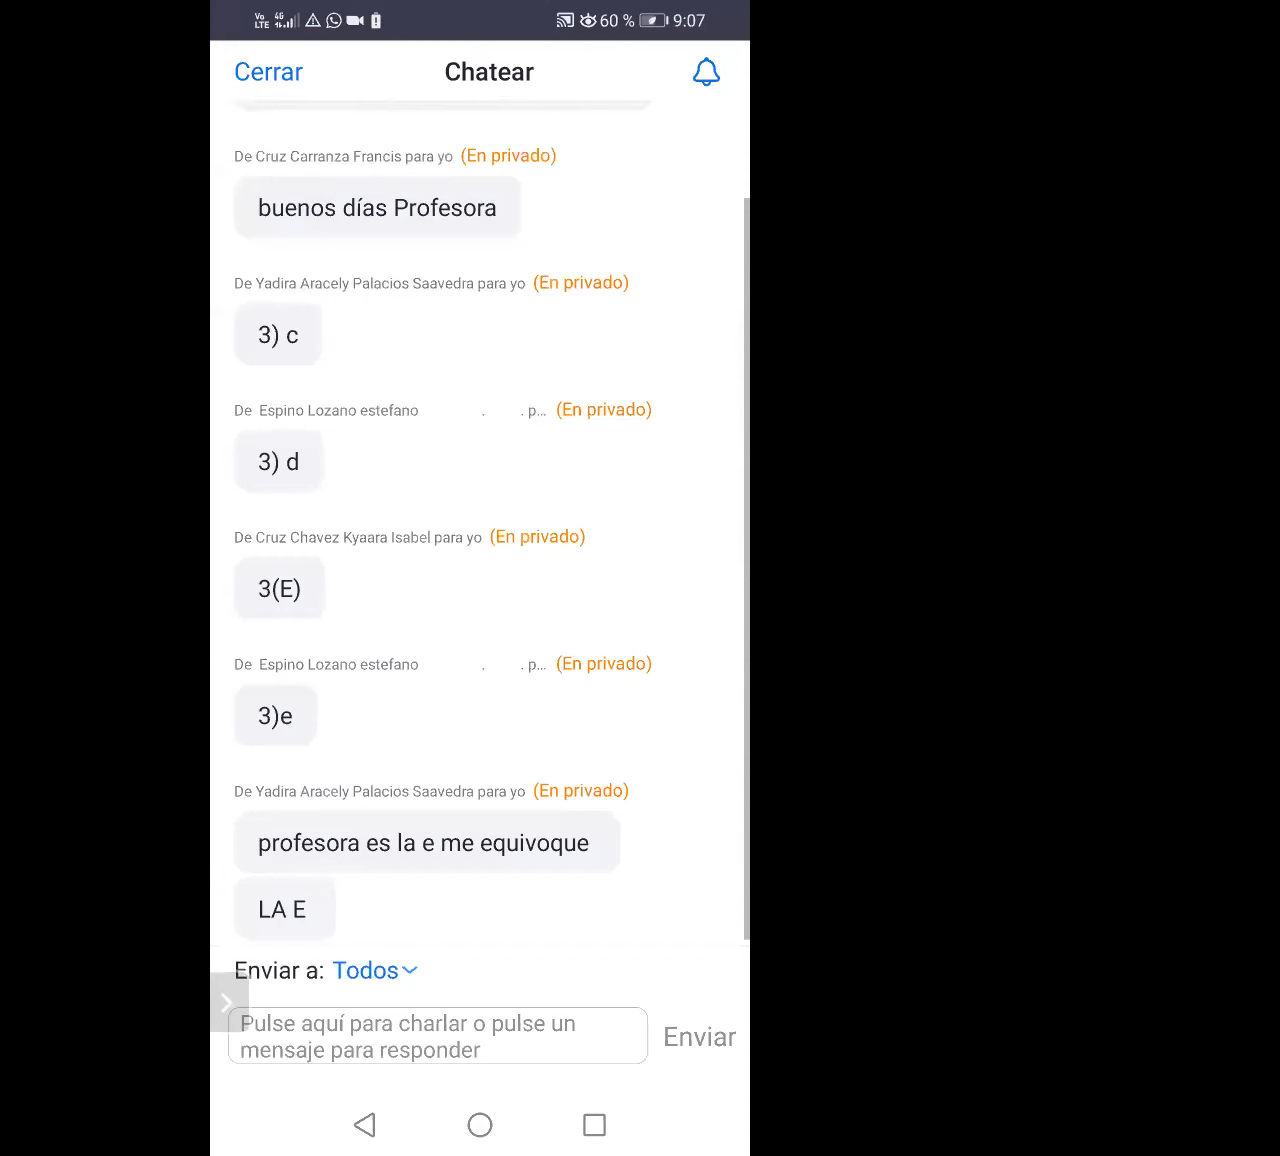 Vo LTE 4G 60 % 9:07
Cerrar Chatear
De Cruz Carranza Francis para yo (En privado)
buenos días Profesora
De Yadira Aracely Palacios Saavedra para yo (En privado)
3) c
De Espino Lozano estefano . . p... (En privado)
3) d
De Cruz Chavez Kyaara Isabel para yo (En privado)
3(E)
De Espino Lozano estefano . . p... (En privado)
3)e
De Yadira Aracely Palacios Saavedra para yo (En privado)
profesora es la e me equivoque
LA E
Enviar a: Todos
Pulse aquí para charlar o pulse un
mensaje para responder
Enviar